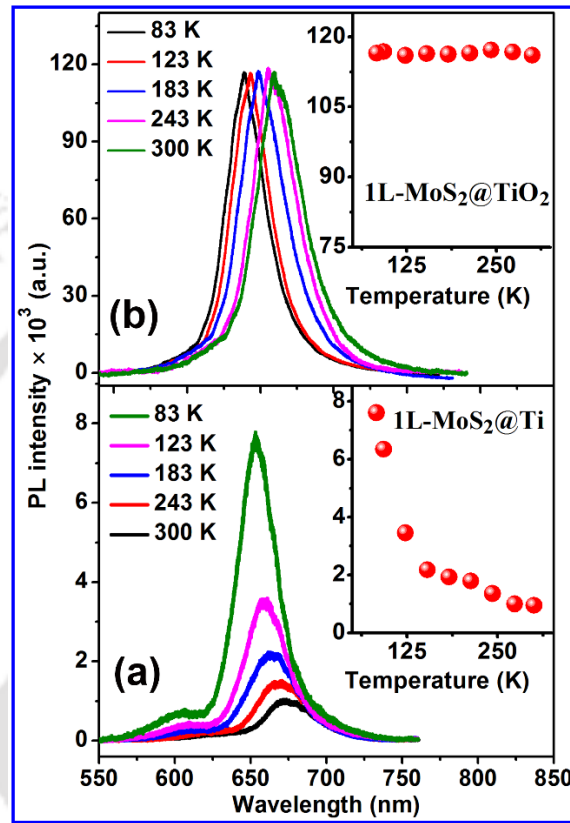 PL intensity × 10³ (a.u.)
120
90
60
30
0
83 K
123 K
183 K
243 K
300 K
(b)
120
105
90
75
125
250
1L-MoS₂@TiO₂
Temperature (K)
8
6
4
2
0
83 K
123 K
183 K
243 K
300 K
(a)
8
6
4
2
0
1L-MoS₂@Ti
125
250
Temperature (K)
550
600
650
700
750
800
850
Wavelength (nm)